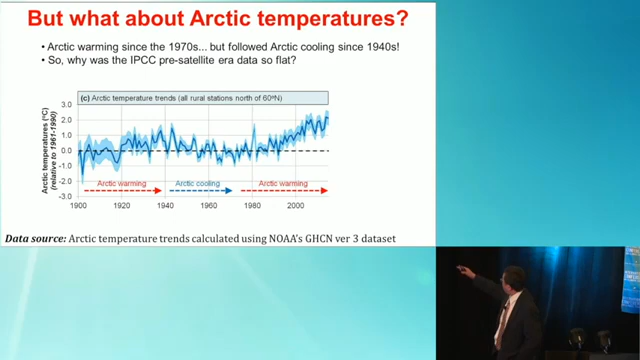 But what about Arctic temperatures?
• Arctic warming since the 1970s... but followed Arctic cooling since 1940s!
• So, why was the IPCC pre-satellite era data so flat?
(c) Arctic temperature trends (all rural stations north of 60ºN)
Arctic temperatures (°C)
(relative to 1961-1990)
3.0
2.0
1.0
0.0
-1.0
-2.0
-3.0
Arctic warming
Arctic cooling
Arctic warming
1900
1920
1940
1960
1980
2000
Data source: Arctic temperature trends calculated using NOAA's GHCN ver 3 dataset